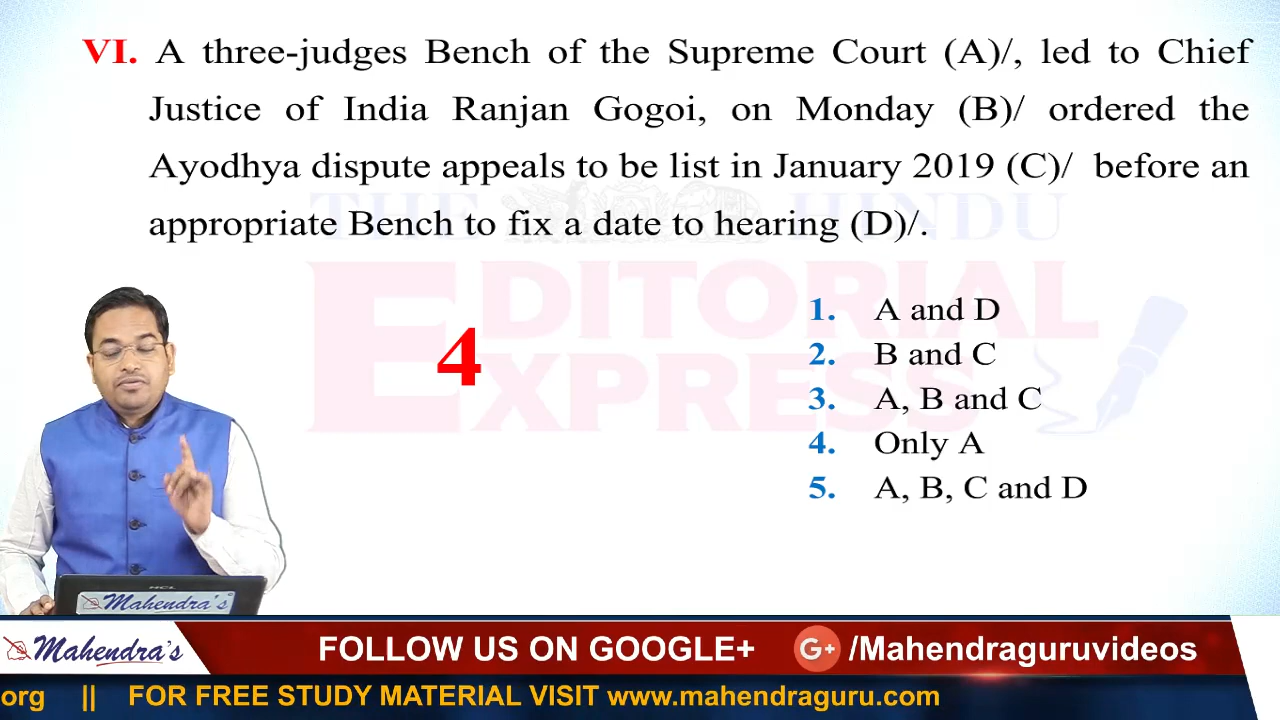 VI. A three-judges Bench of the Supreme Court (A)/, led to Chief
Justice of India Ranjan Gogoi, on Monday (B)/ ordered the
Ayodhya dispute appeals to be list in January 2019 (C)/ before an
appropriate Bench to fix a date to hearing (D)/.
THE HINDU
EDITORIAL
EXPRESS
4
1. A and D
2. B and C
3. A, B and C
4. Only A
5. A, B, C and D
HCL
Mahendra's
Mahendra's
FOLLOW US ON GOOGLE+ G+ /Mahendraguruvideos
org || FOR FREE STUDY MATERIAL VISIT www.mahendraguru.com